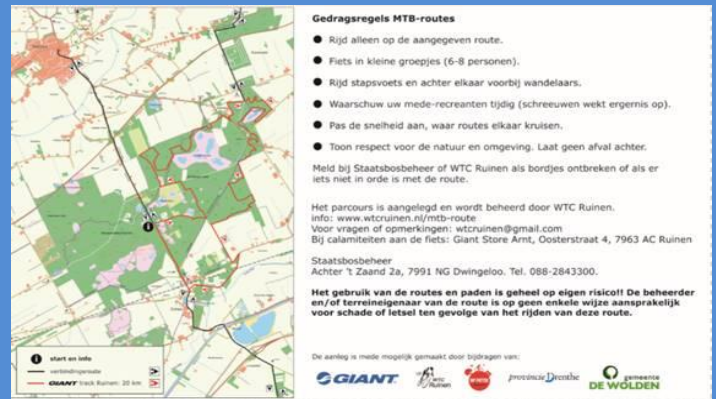 Gedragsregels MTB-routes
● Rijd alleen op de aangegeven route.
● Fiets in kleine groepjes (6-8 personen).
● Rijd stapsvoets en achter elkaar voorbij wandelaars.
● Waarschuw uw mede-recreanten tijdig (schreeuwen wekt ergernis op).
● Pas de snelheid aan, waar routes elkaar kruisen.
● Toon respect voor de natuur en omgeving. Laat geen afval achter.
Meld bij Staatsbosbeheer of WTC Ruinen als bordjes ontbreken of als er
iets niet in orde is met de route.
Het parcours is aangelegd en wordt beheerd door WTC Ruinen.
info: www.wtcruinen.nl/mtb-route
Voor vragen of opmerkingen: wtcruinen@gmail.com
Bij calamiteiten aan de fiets: Giant Store Arnt, Oosterstraat 4, 7963 AC Ruinen
Staatsbosbeheer
Achter 't Zaand 2a, 7991 NG Dwingeloo. Tel. 088-2843300.
Het gebruik van de routes en paden is geheel op eigen risico!! De beheerder
en/of terreineigenaar van de route is op geen enkele wijze aansprakelijk
voor schade of letsel ten gevolge van het rijden van deze route.
De aanleg is mede mogelijk gemaakt door bijdragen van:
GIANT
WTC Ruinen
provincie Drenthe
gemeente
DE WOLDEN
i start en info
verbindingsroute
GIANT track Ruinen: 20 km